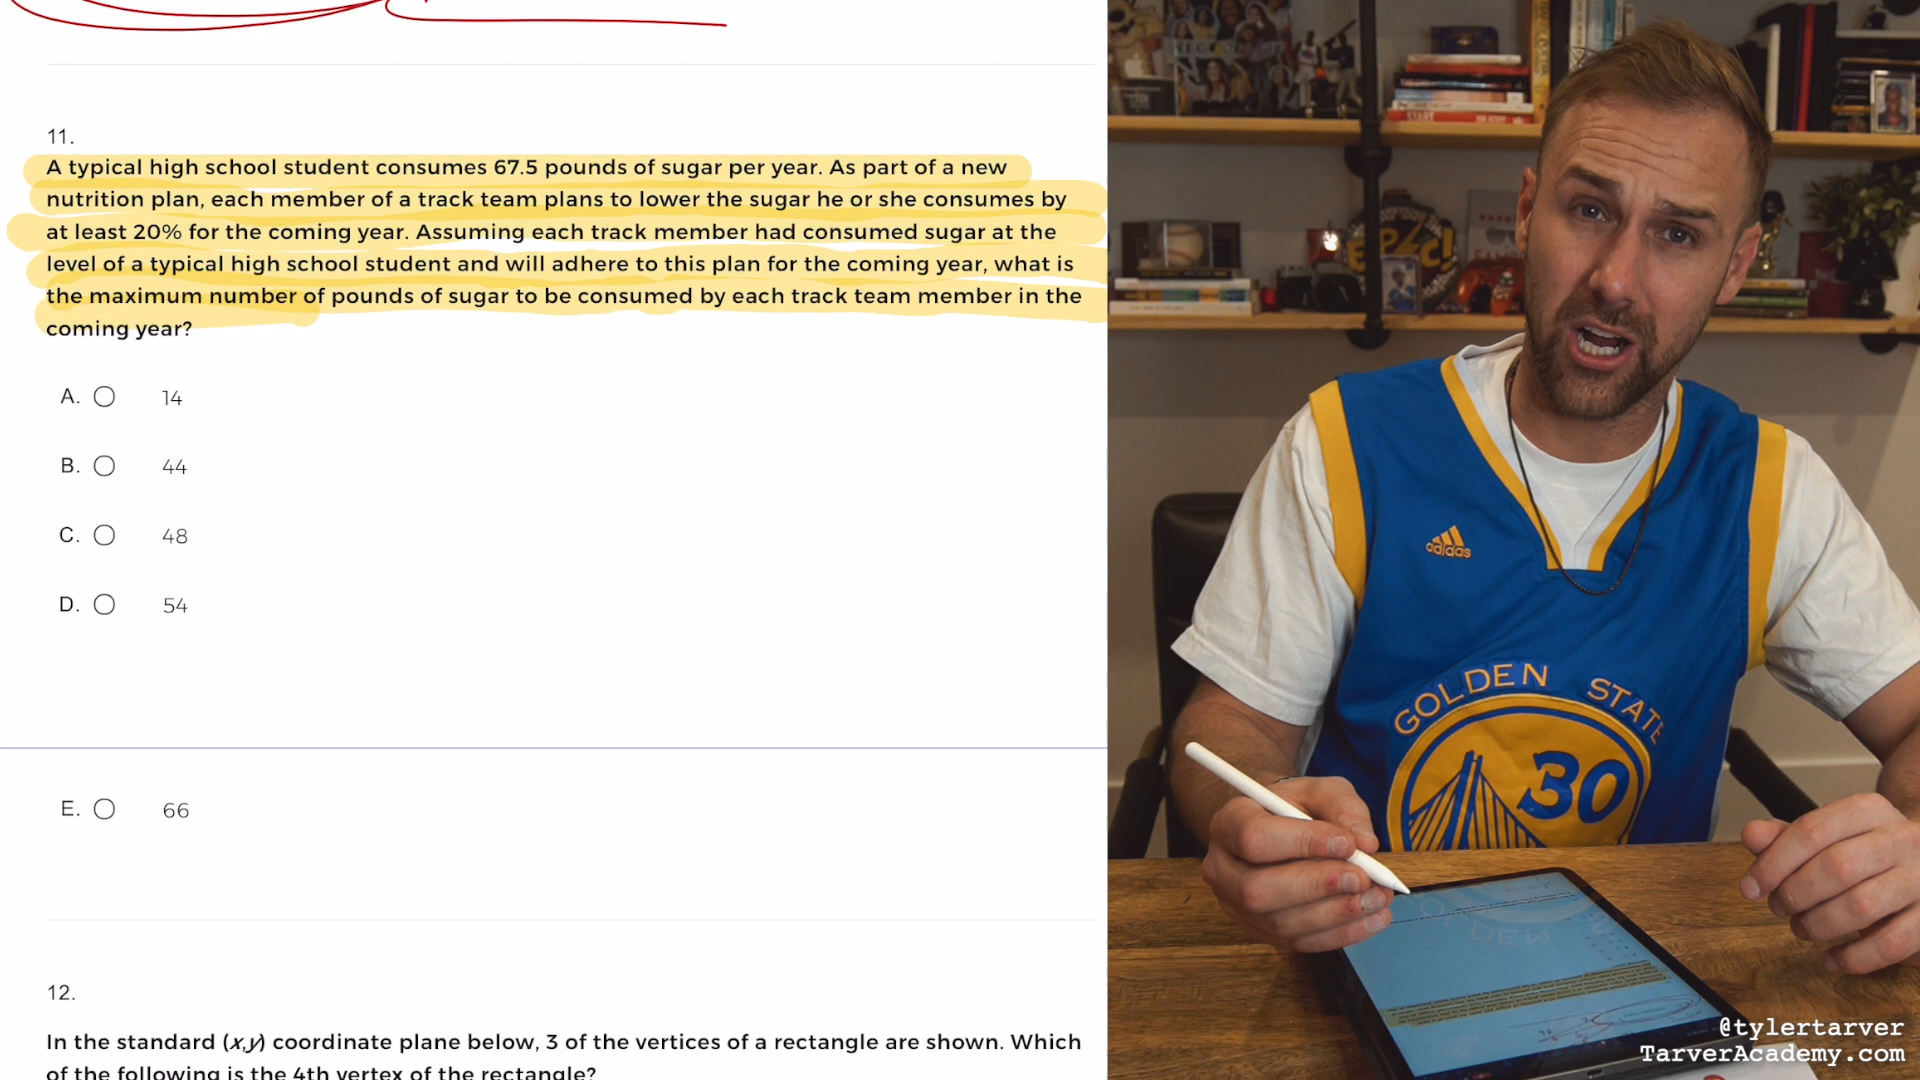 11.
A typical high school student consumes 67.5 pounds of sugar per year. As part of a new
nutrition plan, each member of a track team plans to lower the sugar he or she consumes by
at least 20% for the coming year. Assuming each track member had consumed sugar at the
level of a typical high school student and will adhere to this plan for the coming year, what is
the maximum number of pounds of sugar to be consumed by each track team member in the
coming year?
A. 14
B. 44
C. 48
D. 54
E. 66
12.
In the standard (x,y) coordinate plane below, 3 of the vertices of a rectangle are shown. Which
of the following is the 4th vertex of the rectangle?
EPIC!
START
adidas
GOLDEN STATE
30
@tylertarver
TarverAcademy.com